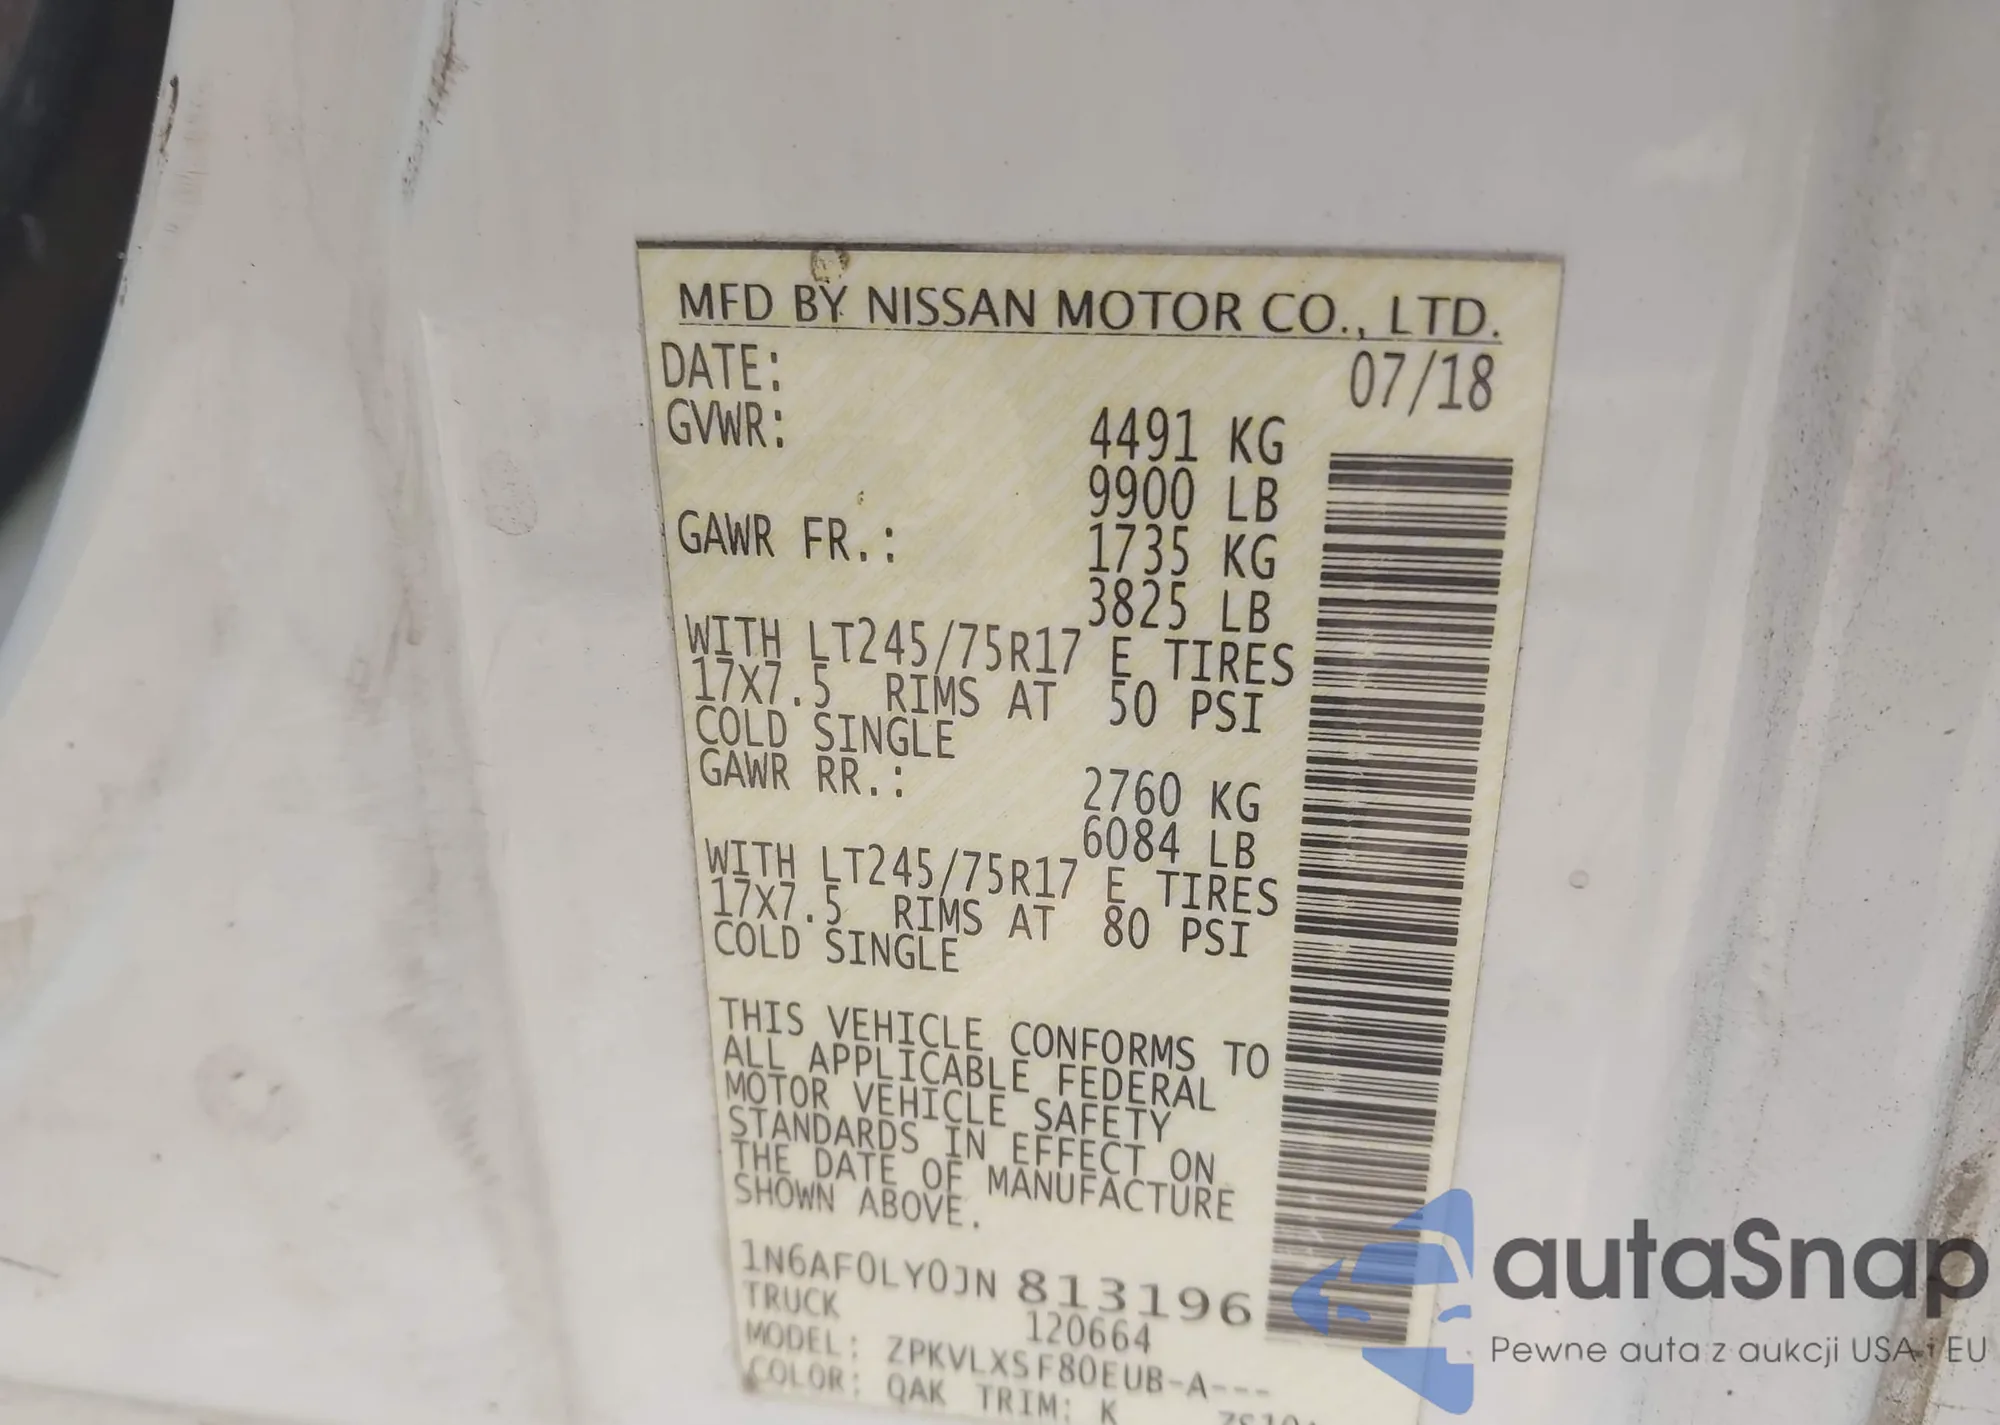 MFD BY NISSAN MOTOR CO., LTD.
DATE: 07/18
GVWR: 4491 KG
9900 LB
GAWR FR.: 1735 KG
3825 LB
WITH LT245/75R17 E TIRES
17X7.5 RIMS AT 50 PSI
COLD SINGLE
GAWR RR.: 2760 KG
6084 LB
WITH LT245/75R17 E TIRES
17X7.5 RIMS AT 80 PSI
COLD SINGLE
THIS VEHICLE CONFORMS TO
ALL APPLICABLE FEDERAL
MOTOR VEHICLE SAFETY
STANDARDS IN EFFECT ON
THE DATE OF MANUFACTURE
SHOWN ABOVE.
1N6AF0LY0JN 813196
TRUCK 120664
MODEL: ZPKVLXSF80EUB-A---
COLOR: QAK TRIM: K
autaSnap
Pewne auta z aukcji USA i EU